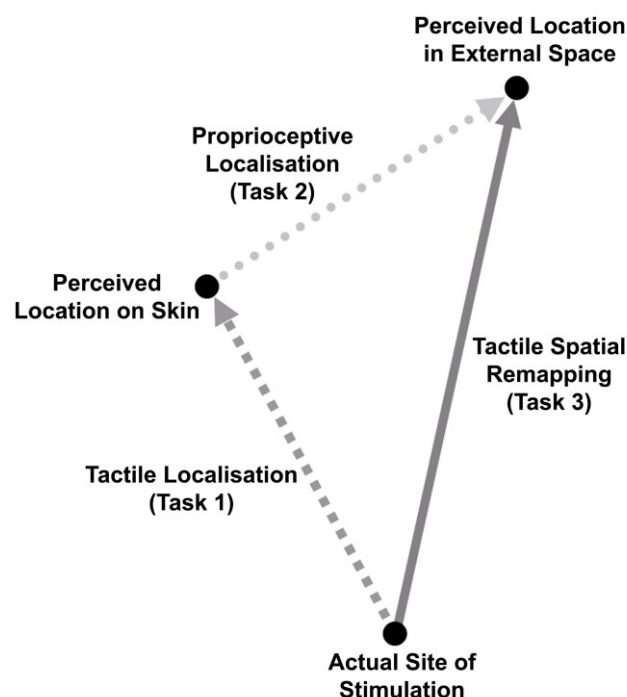 Perceived Location
in External Space
Proprioceptive
Localisation
(Task 2)
Perceived
Location on Skin
Tactile Spatial
Remapping
(Task 3)
Tactile Localisation
(Task 1)
Actual Site of
Stimulation